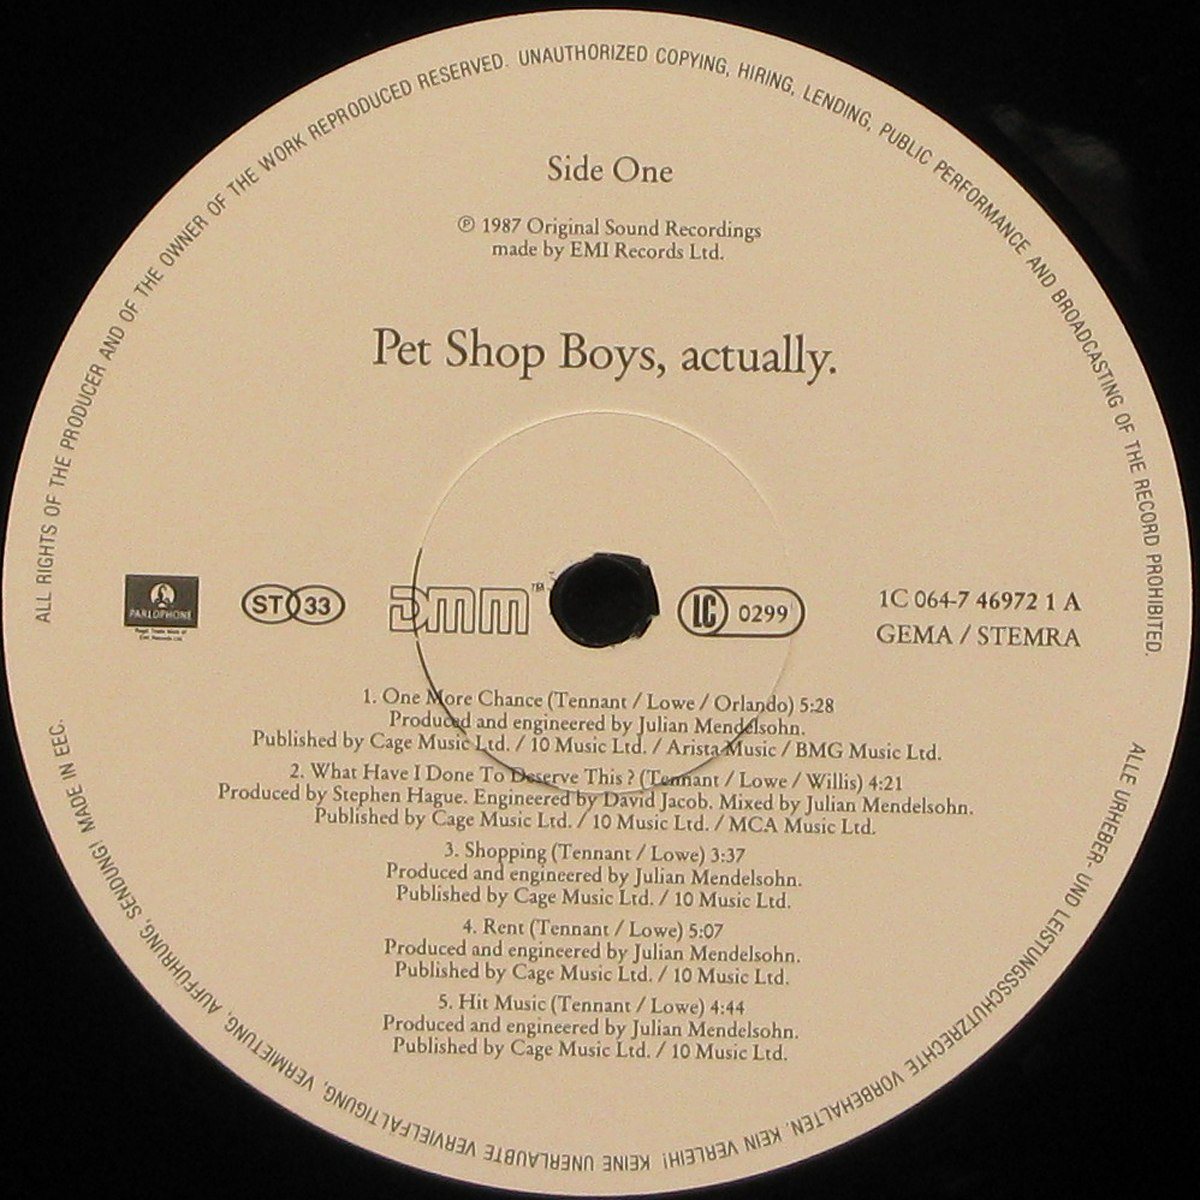 ALL RIGHTS OF THE PRODUCER AND OF THE OWNER OF THE WORK REPRODUCED RESERVED. UNAUTHORIZED COPYING, HIRING, LENDING, PUBLIC PERFORMANCE AND BROADCASTING OF THE RECORD PROHIBITED.
Side One
℗ 1987 Original Sound Recordings
made by EMI Records Ltd.
Pet Shop Boys, actually.
PARLOPHONE
Regd. Trade Mark of
EMI Records Ltd.
ST 33
DMM™
LC 0299
1C 064-7 46972 1 A
GEMA / STEMRA
1. One More Chance (Tennant / Lowe / Orlando) 5:28
Produced and engineered by Julian Mendelsohn.
Published by Cage Music Ltd. / 10 Music Ltd. / Arista Music / BMG Music Ltd.
2. What Have I Done To Deserve This ? (Tennant / Lowe / Willis) 4:21
Produced by Stephen Hague. Engineered by David Jacob. Mixed by Julian Mendelsohn.
Published by Cage Music Ltd. / 10 Music Ltd. / MCA Music Ltd.
3. Shopping (Tennant / Lowe) 3:37
Produced and engineered by Julian Mendelsohn.
Published by Cage Music Ltd. / 10 Music Ltd.
4. Rent (Tennant / Lowe) 5:07
Produced and engineered by Julian Mendelsohn.
Published by Cage Music Ltd. / 10 Music Ltd.
5. Hit Music (Tennant / Lowe) 4:44
Produced and engineered by Julian Mendelsohn.
Published by Cage Music Ltd. / 10 Music Ltd.
ALLE URHEBER- UND LEISTUNGSSCHUTZRECHTE VORBEHALTEN. KEIN VERLEIH! KEINE UNERLAUBTE VERVIELFÄLTIGUNG, VERMIETUNG, AUFFÜHRUNG, SENDUNG! MADE IN EEC.